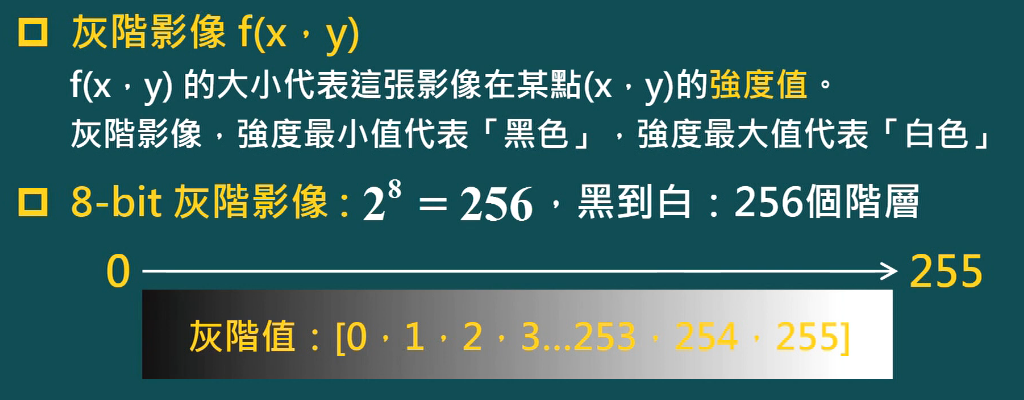 灰階影像 f(x，y)
f(x，y) 的大小代表這張影像在某點(x，y)的強度值。
灰階影像，強度最小值代表「黑色」，強度最大值代表「白色」
8-bit 灰階影像：2⁸ = 256，黑到白：256個階層
0 255
灰階值：[0，1，2，3...253，254，255]